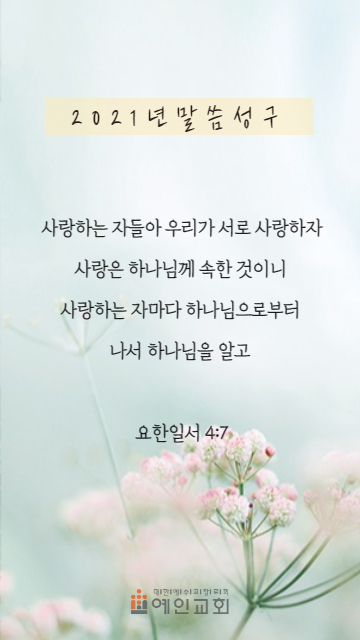 2021년말씀성구
사랑하는 자들아 우리가 서로 사랑하자
사랑은 하나님께 속한 것이니
사랑하는 자마다 하나님으로부터
나서 하나님을 알고
요한일서 4:7
예인교회